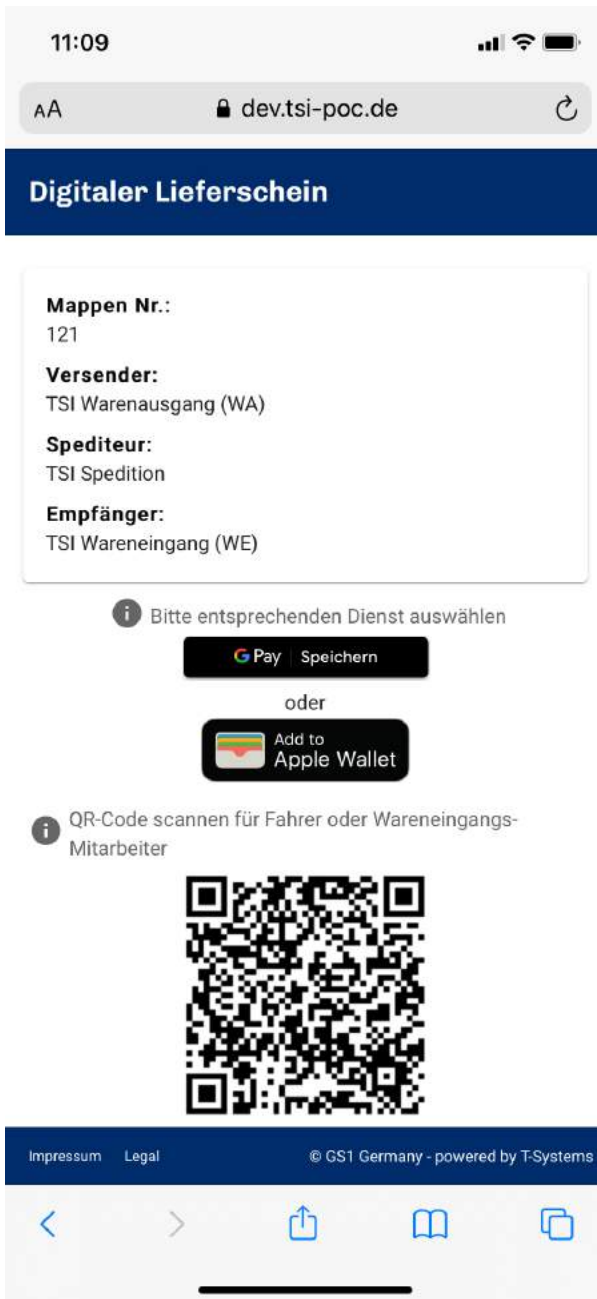 11:09
AA dev.tsi-poc.de
Digitaler Lieferschein
Mappen Nr.:
121
Versender:
TSI Warenausgang (WA)
Spediteur:
TSI Spedition
Empfänger:
TSI Wareneingang (WE)
Bitte entsprechenden Dienst auswählen
G Pay Speichern
oder
Add to
Apple Wallet
QR-Code scannen für Fahrer oder Wareneingangs-
Mitarbeiter
Impressum Legal © GS1 Germany - powered by T-Systems